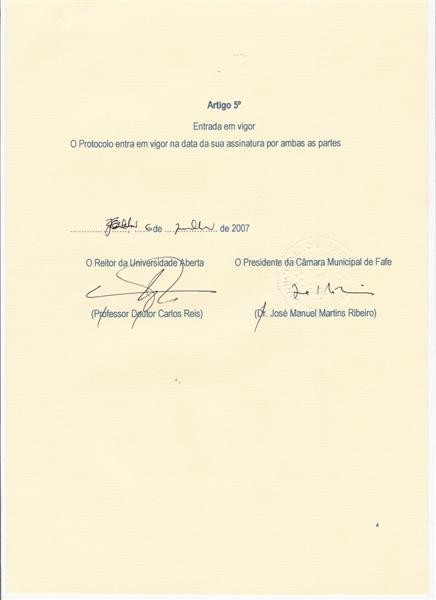 Artigo 5º
Entrada em vigor
O Protocolo entra em vigor na data da sua assinatura por ambas as partes
6 de Julho de 2007
O Reitor da Universidade Aberta
O Presidente da Câmara Municipal de Fafe
(Professor Doutor Carlos Reis)
(Dr. José Manuel Martins Ribeiro)
4